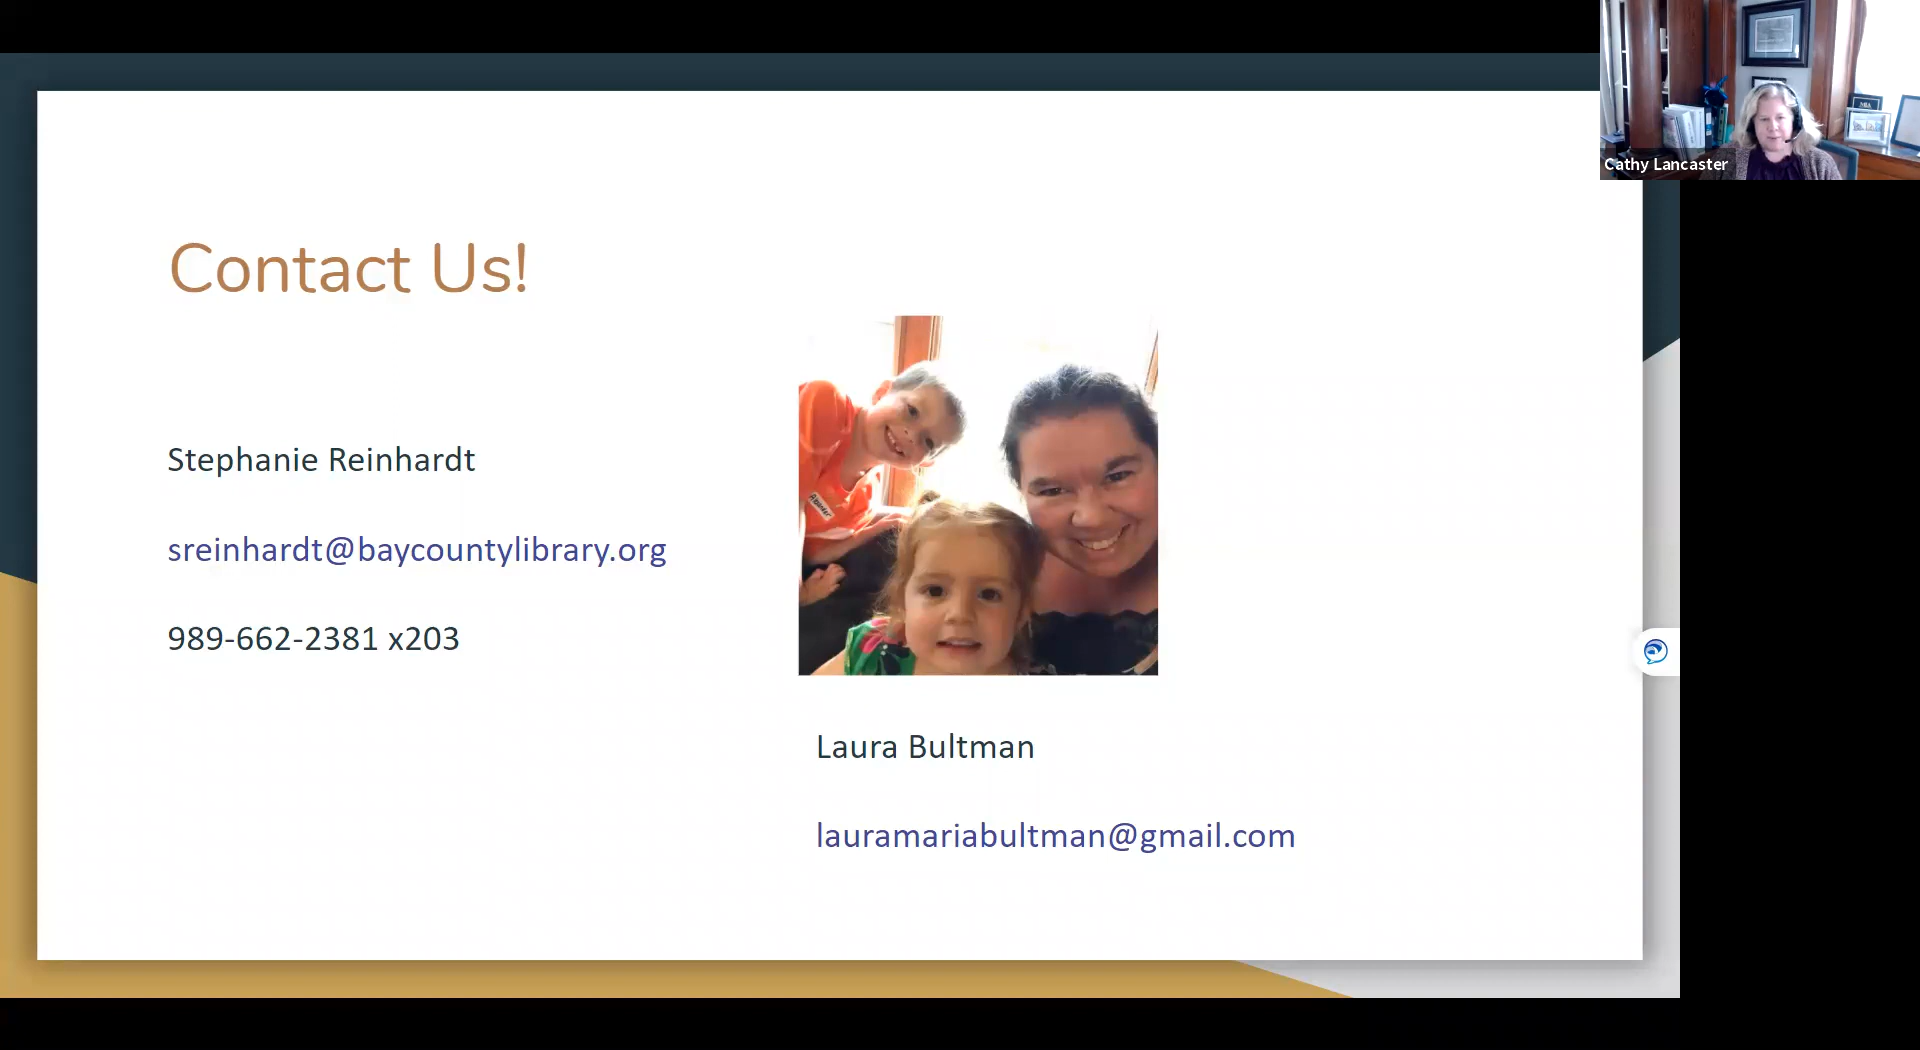 Contact Us!
Stephanie Reinhardt
sreinhardt@baycountylibrary.org
989-662-2381 x203
Laura Bultman
lauramariabultman@gmail.com
Cathy Lancaster